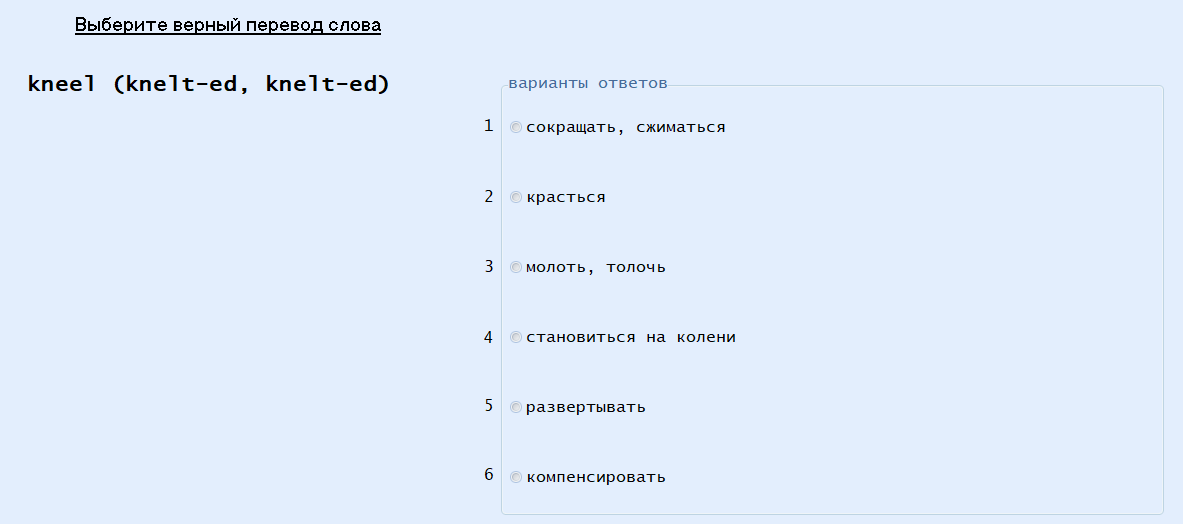 Выберите верный перевод слова
kneel (knelt-ed, knelt-ed)
варианты ответов
1 сокращать, сжиматься
2 красться
3 молоть, толочь
4 становиться на колени
5 развертывать
6 компенсировать